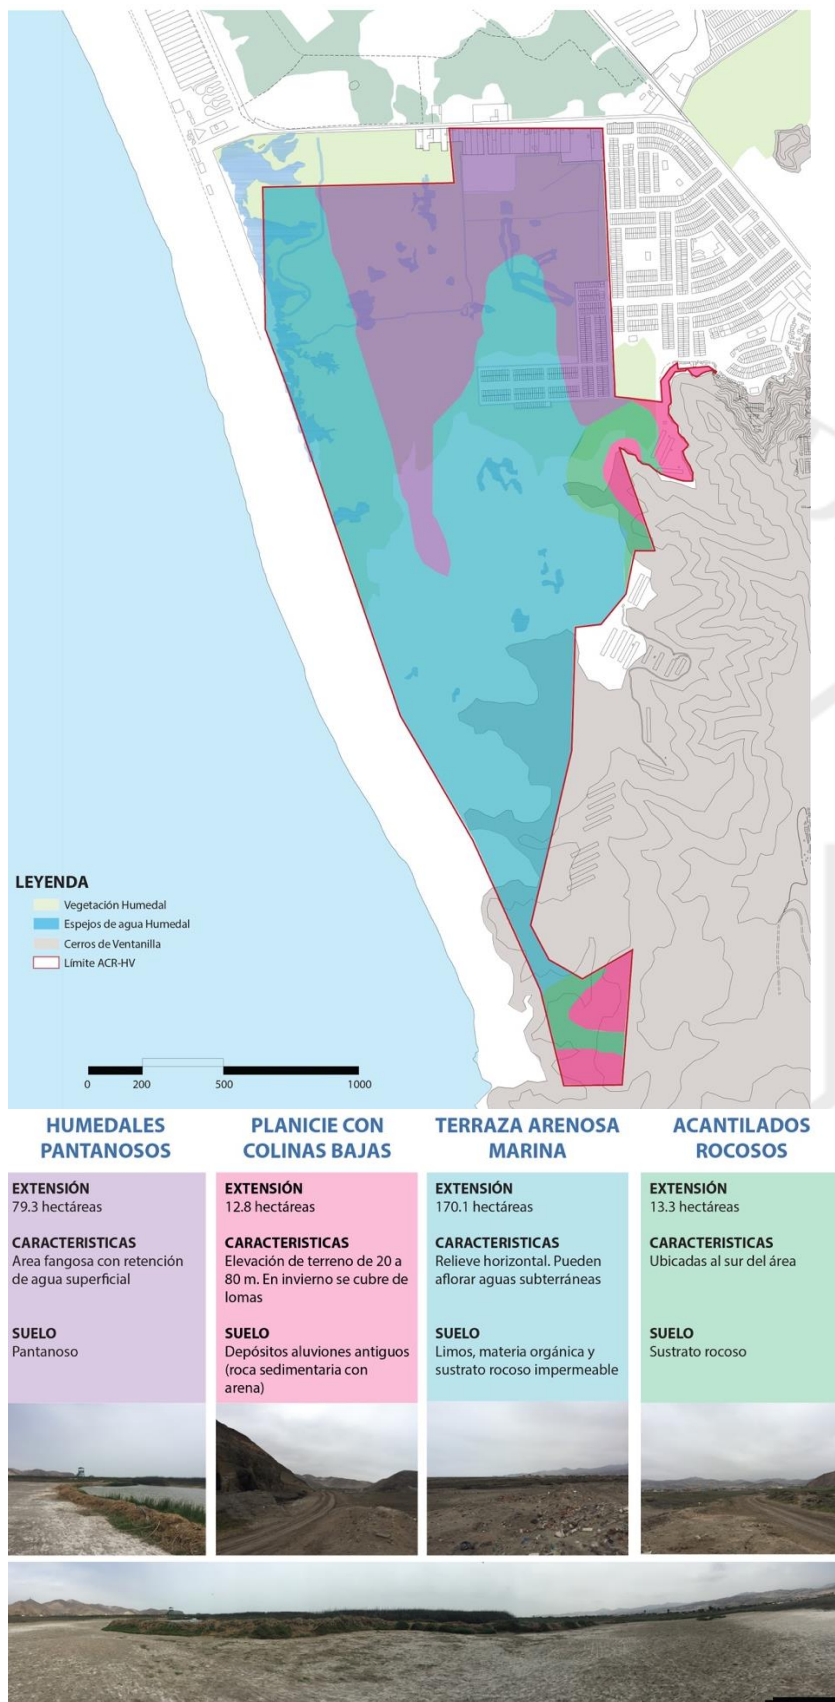 LEYENDA
Vegetación Humedal
Espejos de agua Humedal
Cerros de Ventanilla
Límite ACR-HV
0 200 500 1000
HUMEDALES
PANTANOSOS
EXTENSIÓN
79.3 hectáreas
CARACTERISTICAS
Area fangosa con retención
de agua superficial
SUELO
Pantanoso
PLANICIE CON
COLINAS BAJAS
EXTENSIÓN
12.8 hectáreas
CARACTERISTICAS
Elevación de terreno de 20 a
80 m. En invierno se cubre de
lomas
SUELO
Depósitos aluviones antiguos
(roca sedimentaria con
arena)
TERRAZA ARENOSA
MARINA
EXTENSIÓN
170.1 hectáreas
CARACTERISTICAS
Relieve horizontal. Pueden
aflorar aguas subterráneas
SUELO
Limos, materia orgánica y
sustrato rocoso impermeable
ACANTILADOS
ROCOSOS
EXTENSIÓN
13.3 hectáreas
CARACTERISTICAS
Ubicadas al sur del área
SUELO
Sustrato rocoso